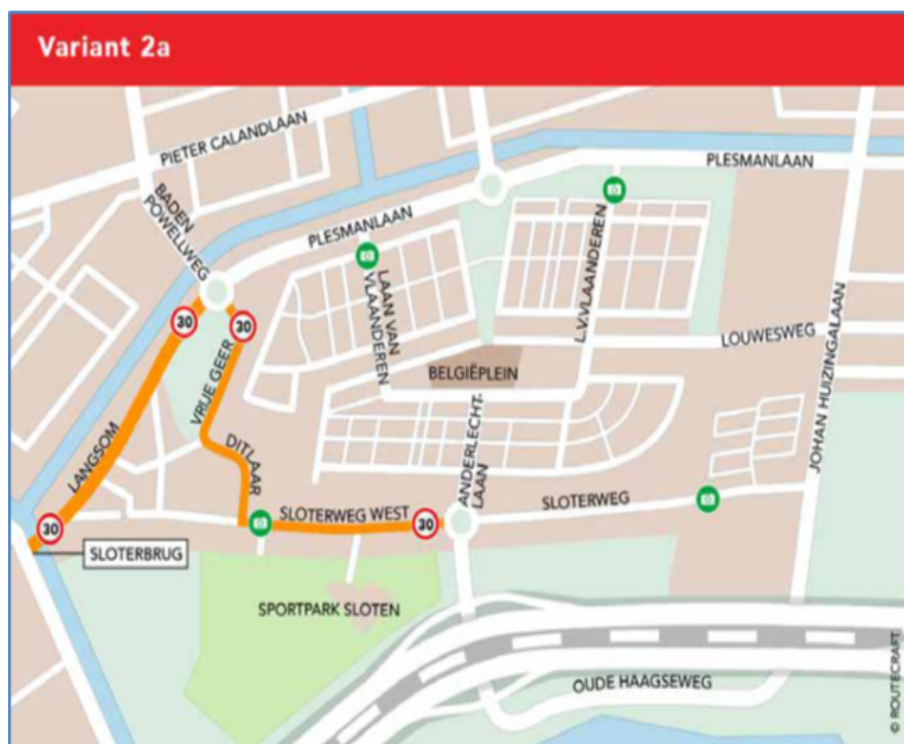 Variant 2a
PIETER CALANDLAAN
PLESMANLAAN
BADEN
POWELLWEG
PLESMANLAAN
L.V.VLAANDEREN
LAAN VAN
VLAANDEREN
30
30
LOUWESWEG
VRIJE GEER
BELGIËPLEIN
JOHAN HUIZINGALAAN
LANGSOM
DITLAAR
ANDERLECHT-
LAAN
SLOTERWEG
SLOTERWEG WEST
30
30
SLOTERBRUG
SPORTPARK SLOTEN
OUDE HAAGSEWEG
© ROUTECRAFT